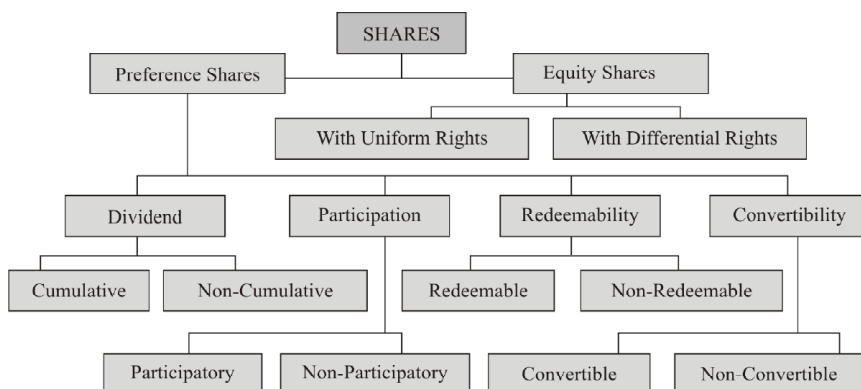 SHARES
Preference Shares
Equity Shares
With Uniform Rights
With Differential Rights
Dividend
Participation
Redeemability
Convertibility
Cumulative
Non-Cumulative
Redeemable
Non-Redeemable
Participatory
Non-Participatory
Convertible
Non-Convertible